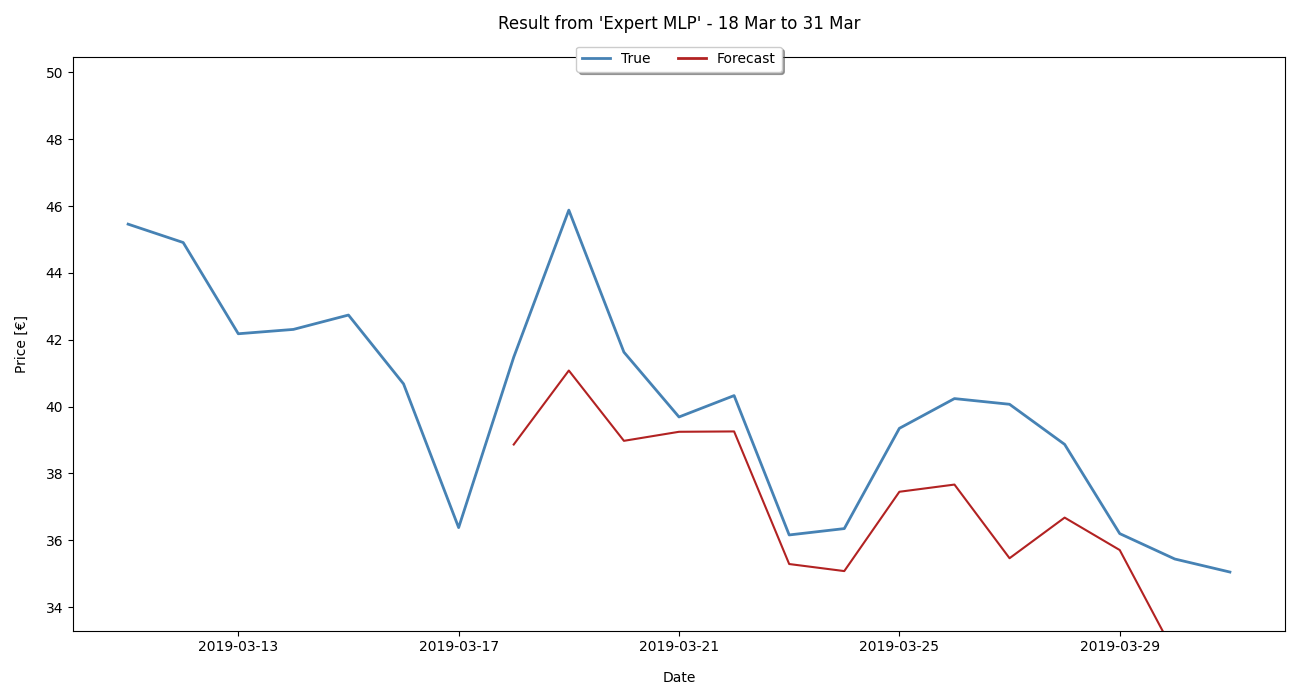 Result from 'Expert MLP' - 18 Mar to 31 Mar
True Forecast
50
48
46
44
42
40
38
36
34
Price [€]
2019-03-13 2019-03-17 2019-03-21 2019-03-25 2019-03-29
Date